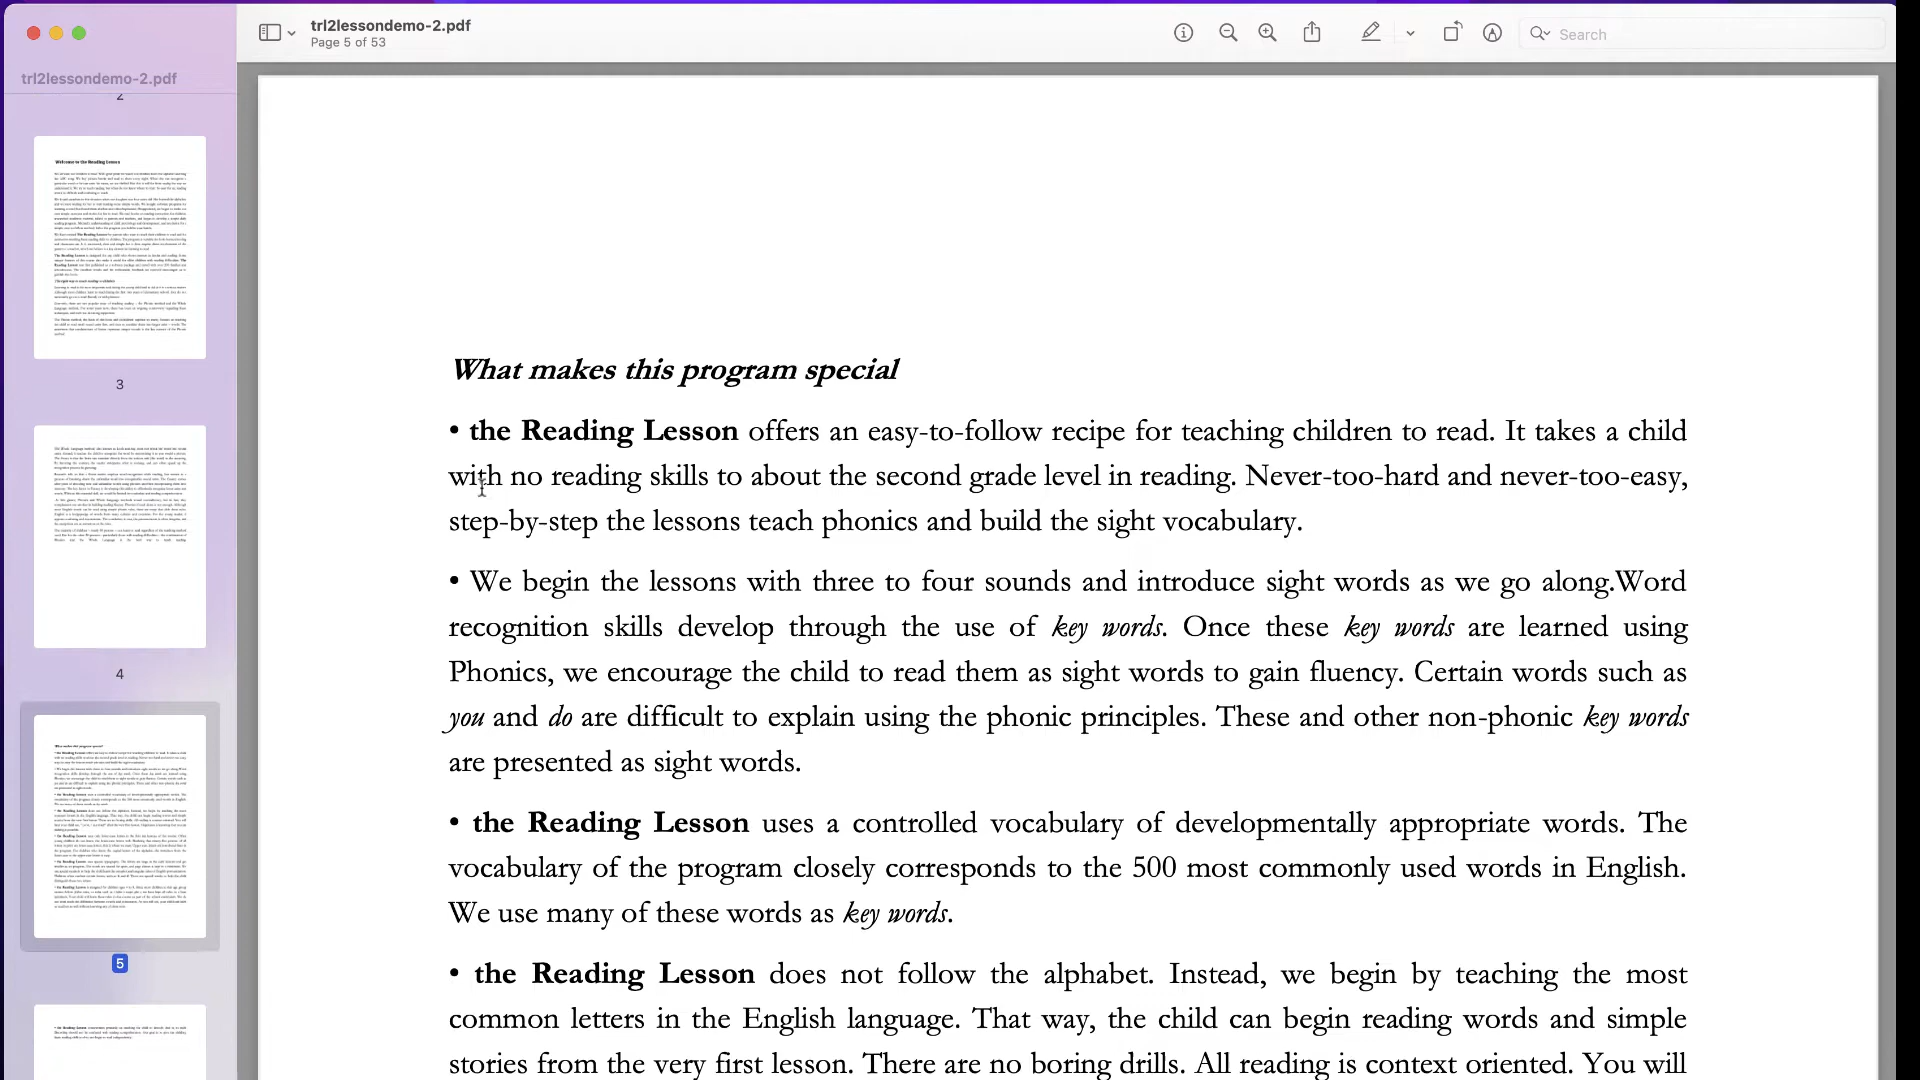 trl2lessondemo-2.pdf
Page 5 of 53
Search
trl2lessondemo-2.pdf
2
Welcome to the Reading Lesson
3
4
5
What makes this program special
• the Reading Lesson offers an easy-to-follow recipe for teaching children to read. It takes a child
with no reading skills to about the second grade level in reading. Never-too-hard and never-too-easy,
step-by-step the lessons teach phonics and build the sight vocabulary.
• We begin the lessons with three to four sounds and introduce sight words as we go along.Word
recognition skills develop through the use of key words. Once these key words are learned using
Phonics, we encourage the child to read them as sight words to gain fluency. Certain words such as
you and do are difficult to explain using the phonic principles. These and other non-phonic key words
are presented as sight words.
• the Reading Lesson uses a controlled vocabulary of developmentally appropriate words. The
vocabulary of the program closely corresponds to the 500 most commonly used words in English.
We use many of these words as key words.
• the Reading Lesson does not follow the alphabet. Instead, we begin by teaching the most
common letters in the English language. That way, the child can begin reading words and simple
stories from the very first lesson. There are no boring drills. All reading is context oriented. You will